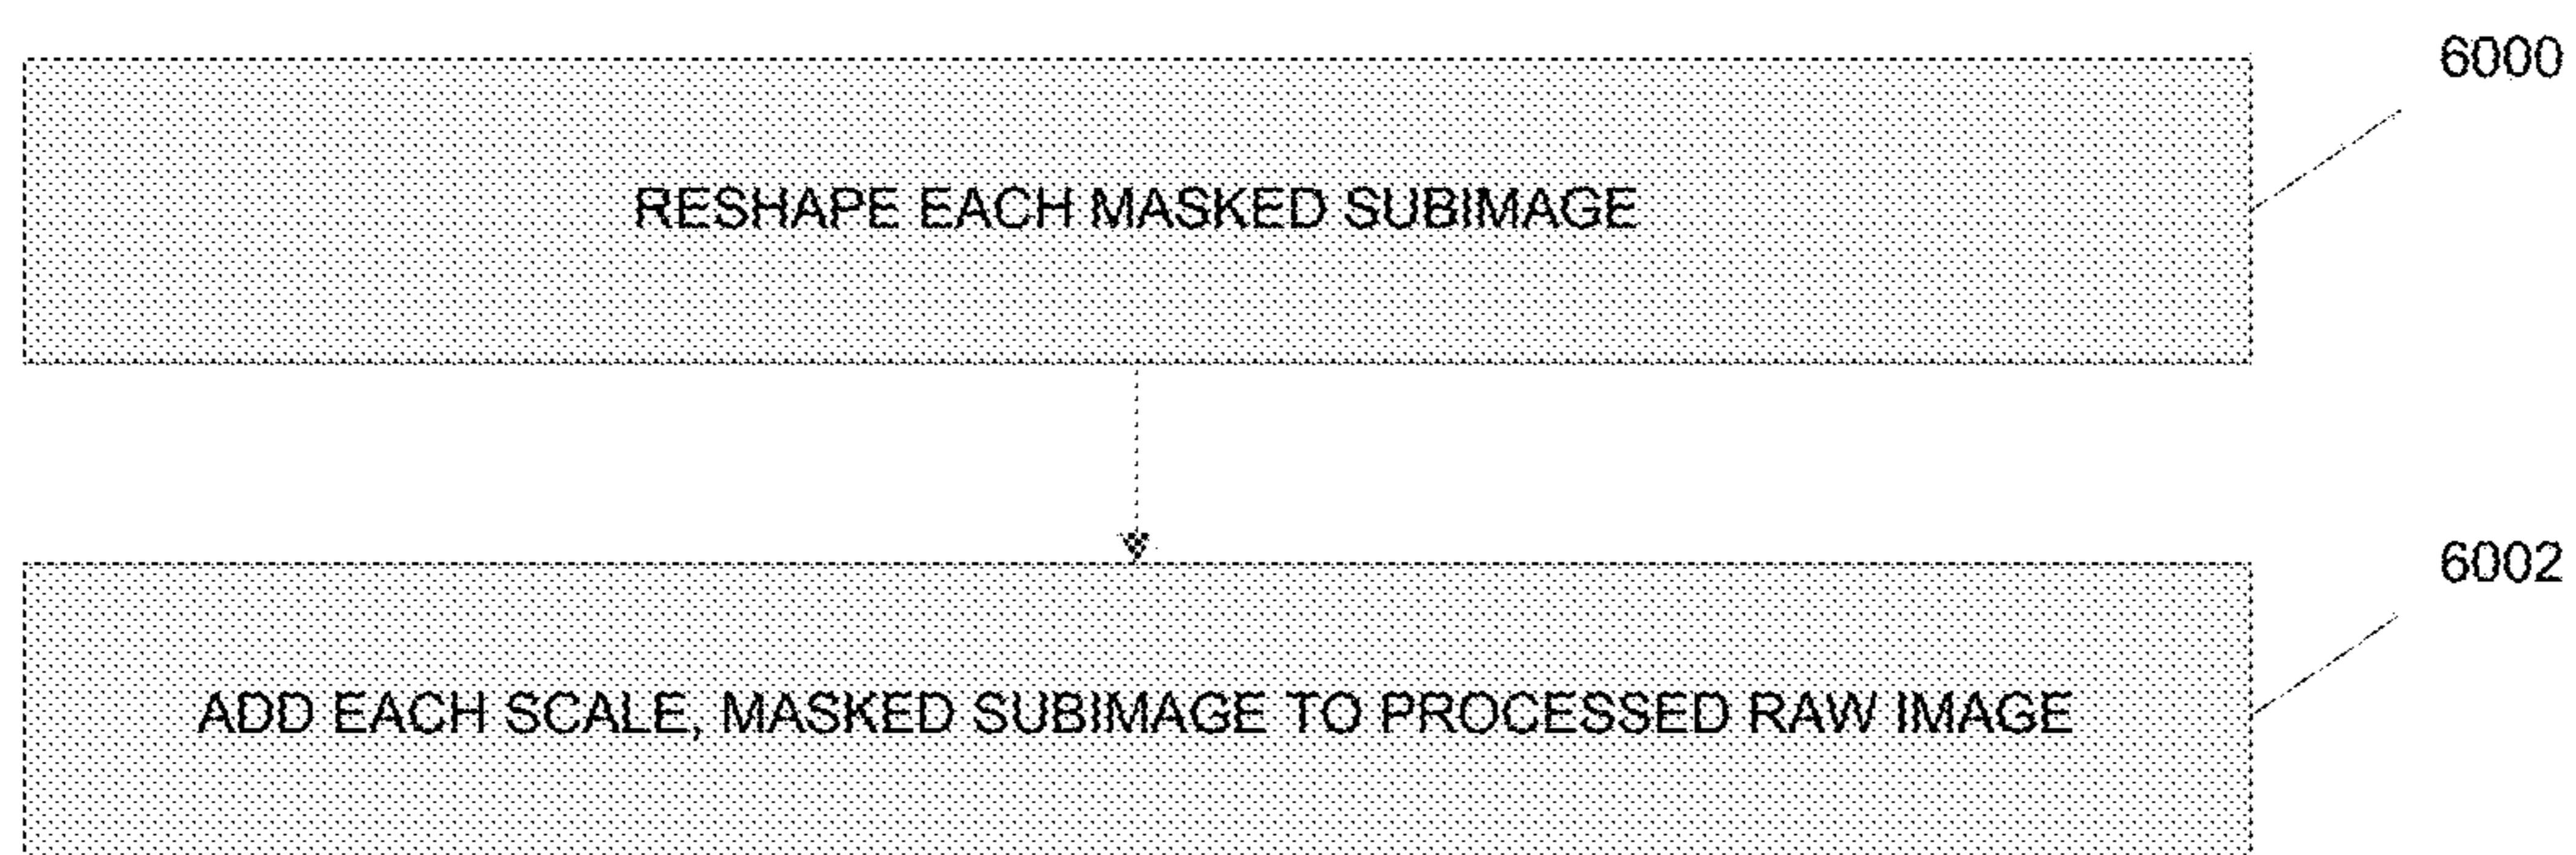 6000
RESHAPE EACH MASKED SUBIMAGE
6002
ADD EACH SCALE, MASKED SUBIMAGE TO PROCESSED RAW IMAGE